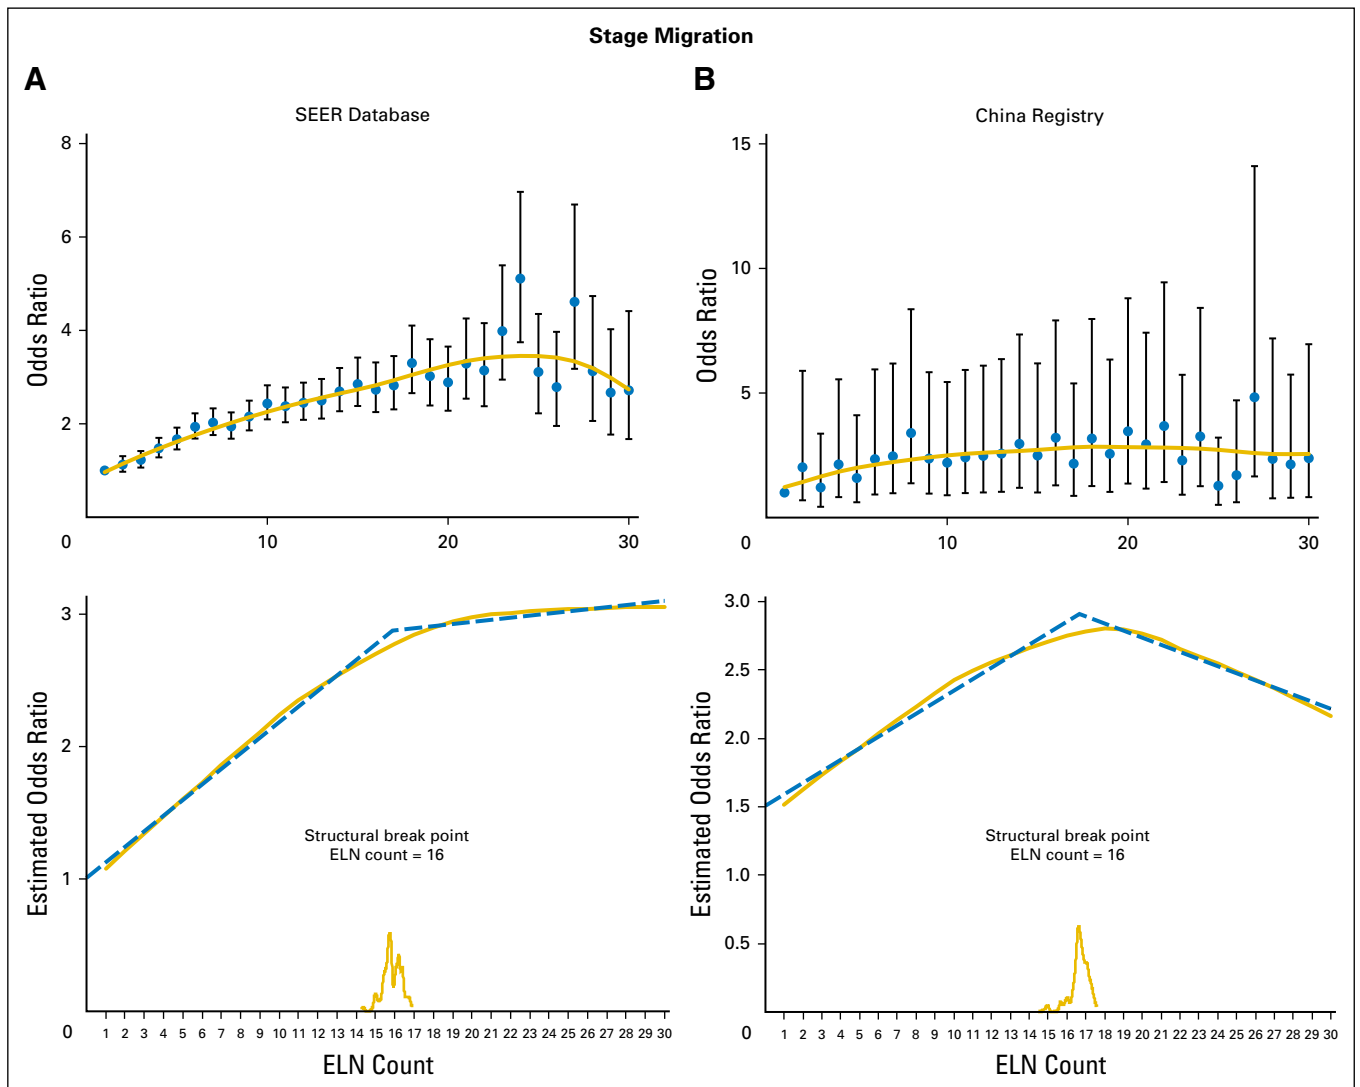 Stage Migration
A
B
SEER Database
China Registry
Odds Ratio
8
6
4
2
0
10
20
30
Odds Ratio
15
10
5
0
10
20
30
Estimated Odds Ratio
3
2
1
0
Structural break point
ELN count = 16
1 2 3 4 5 6 7 8 9 10 11 12 13 14 15 16 17 18 19 20 21 22 23 24 25 26 27 28 29 30
ELN Count
Estimated Odds Ratio
3.0
2.5
2.0
1.5
1.0
0.5
0
Structural break point
ELN count = 16
1 2 3 4 5 6 7 8 9 10 11 12 13 14 15 16 17 18 19 20 21 22 23 24 25 26 27 28 29 30
ELN Count